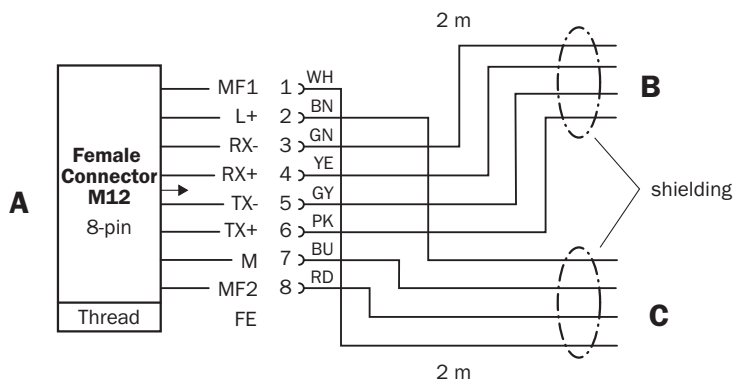 2 m
MF1 1 WH
L+ 2 BN
RX- 3 GN
RX+ 4 YE
TX- 5 GY
TX+ 6 PK
M 7 BU
MF2 8 RD
FE
A
Female
Connector
M12
8-pin
Thread
B
shielding
C
2 m